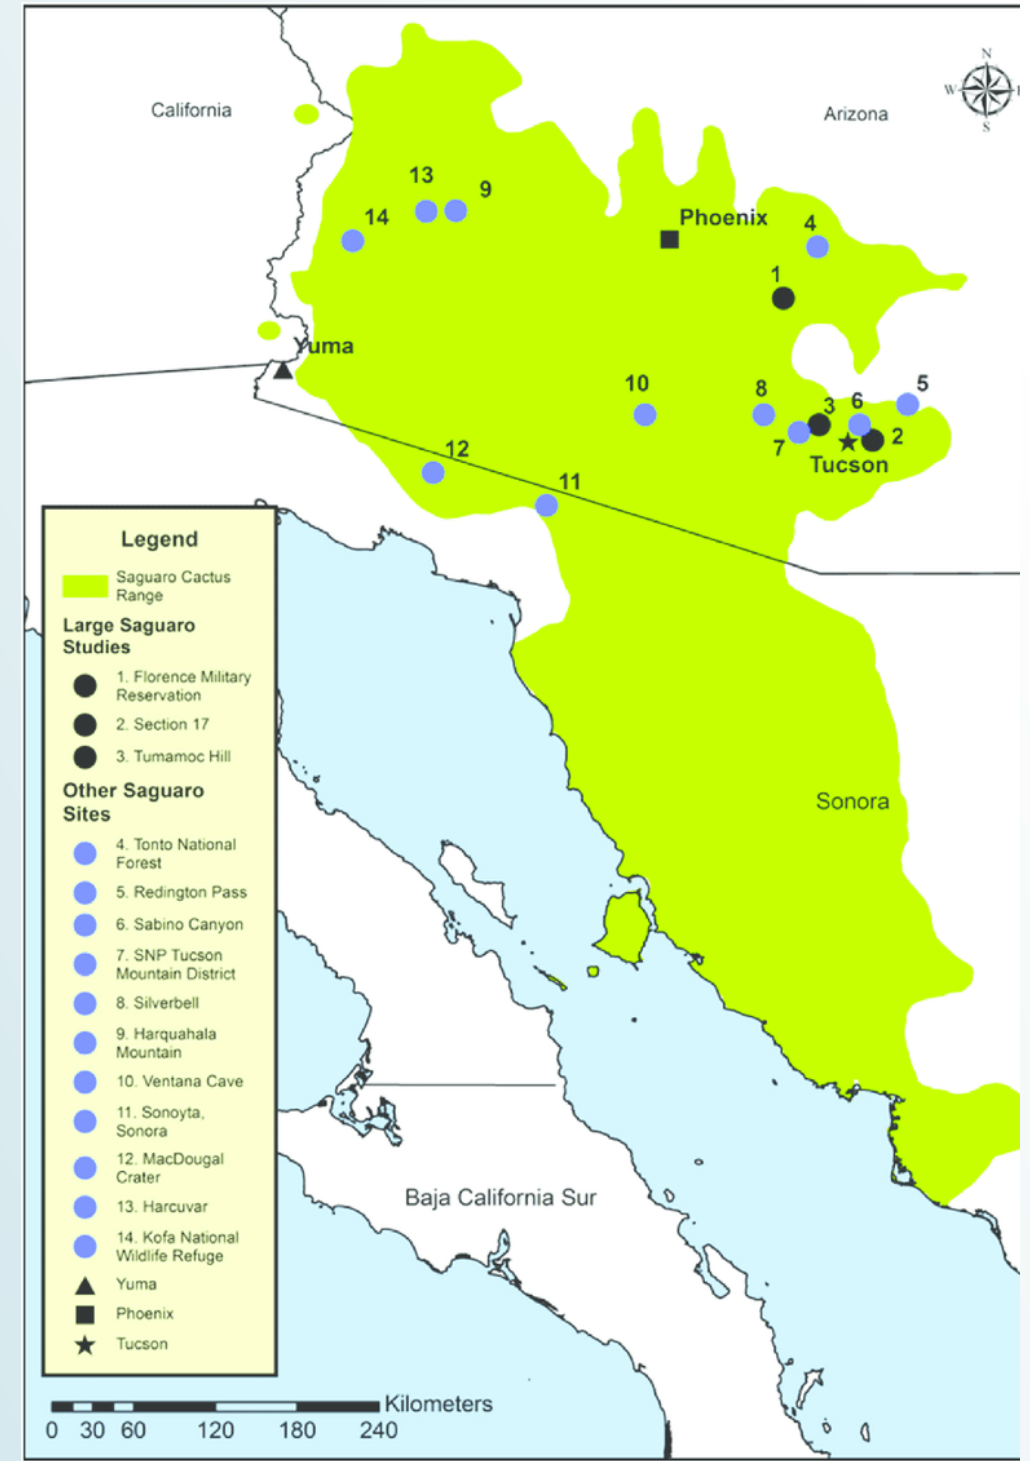 N
W
S
California
Arizona
13
9
14
Phoenix
4
1
Yuma
10
8
3
6
5
7
2
Tucson
12
11
Legend
Saguaro Cactus
Range
Large Saguaro
Studies
1. Florence Military
Reservation
2. Section 17
3. Tumamoc Hill
Other Saguaro
Sites
4. Tonto National
Forest
5. Redington Pass
6. Sabino Canyon
7. SNP Tucson
Mountain District
8. Silverbell
9. Harquahala
Mountain
10. Ventana Cave
11. Sonoyta,
Sonora
12. MacDougal
Crater
13. Harcuvar
14. Kofa National
Wildlife Refuge
Yuma
Phoenix
Tucson
Sonora
Baja California Sur
Kilometers
0 30 60 120 180 240